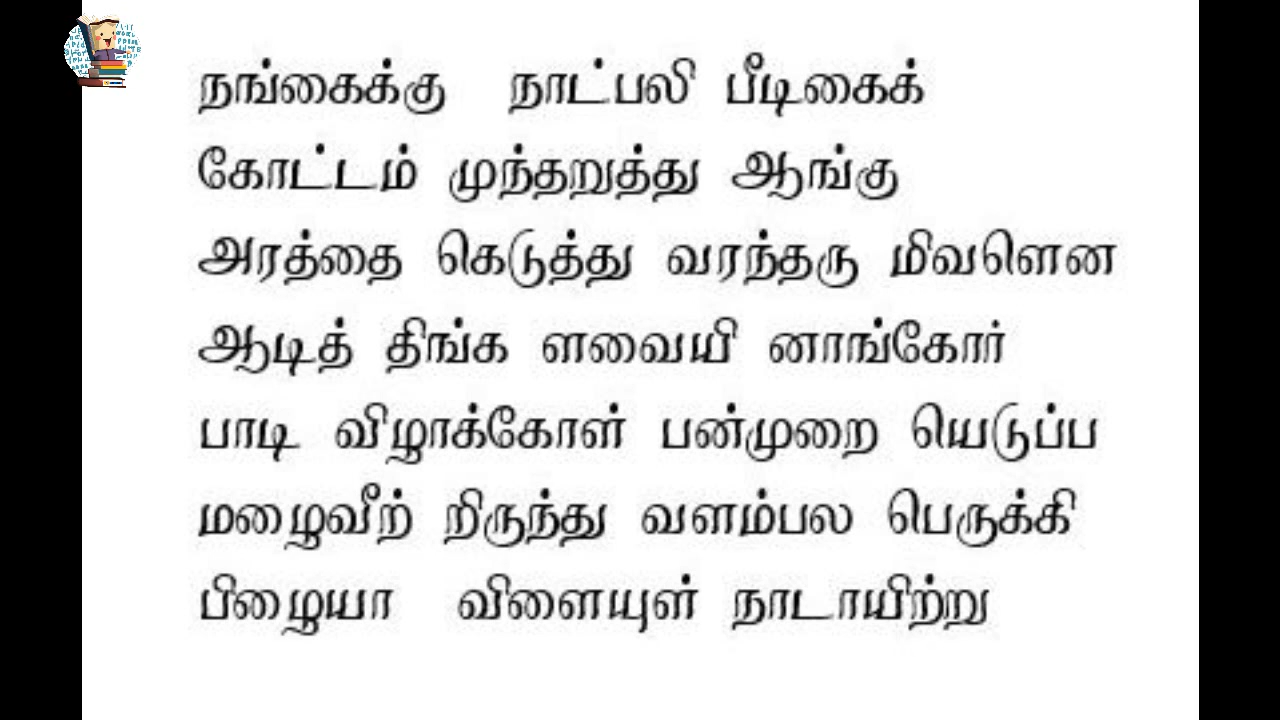 நங்கைக்கு நாட்பலி பீடிகைக்
கோட்டம் முந்தறுத்து ஆங்கு
அரத்தை கெடுத்து வரந்தரு மிவளென
ஆடித் திங்க ளவையி னாங்கோர்
பாடி விழாக்கோள் பன்முறை யெடுப்ப
மழைவீற் றிருந்து வளம்பல பெருக்கி
பிழையா விளையுள் நாடாயிற்று